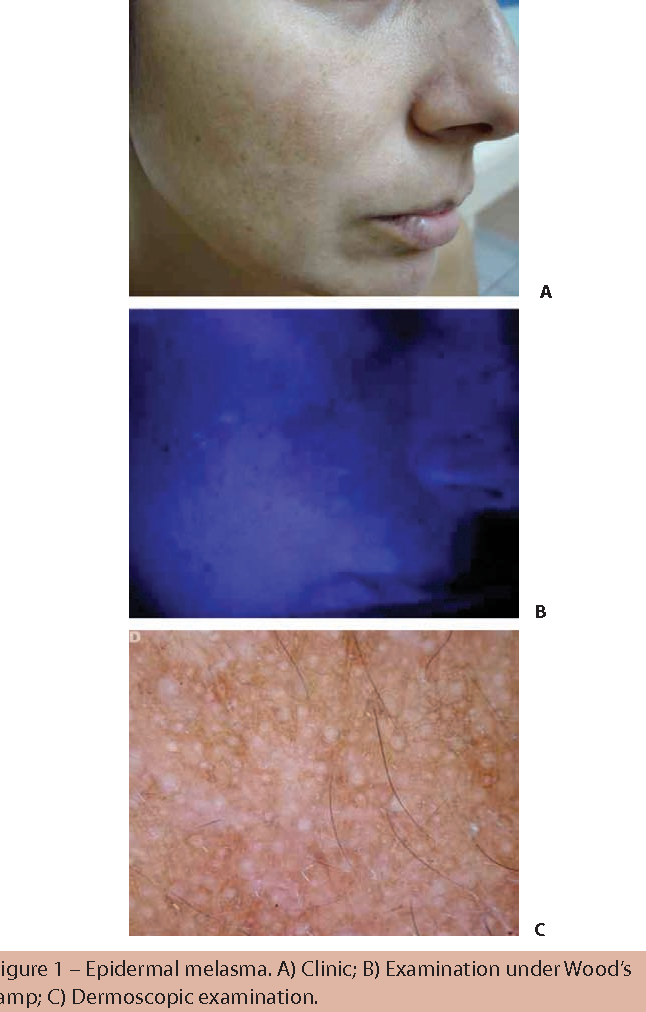 A
B
D
C
igure 1 – Epidermal melasma. A) Clinic; B) Examination under Wood's
amp; C) Dermoscopic examination.